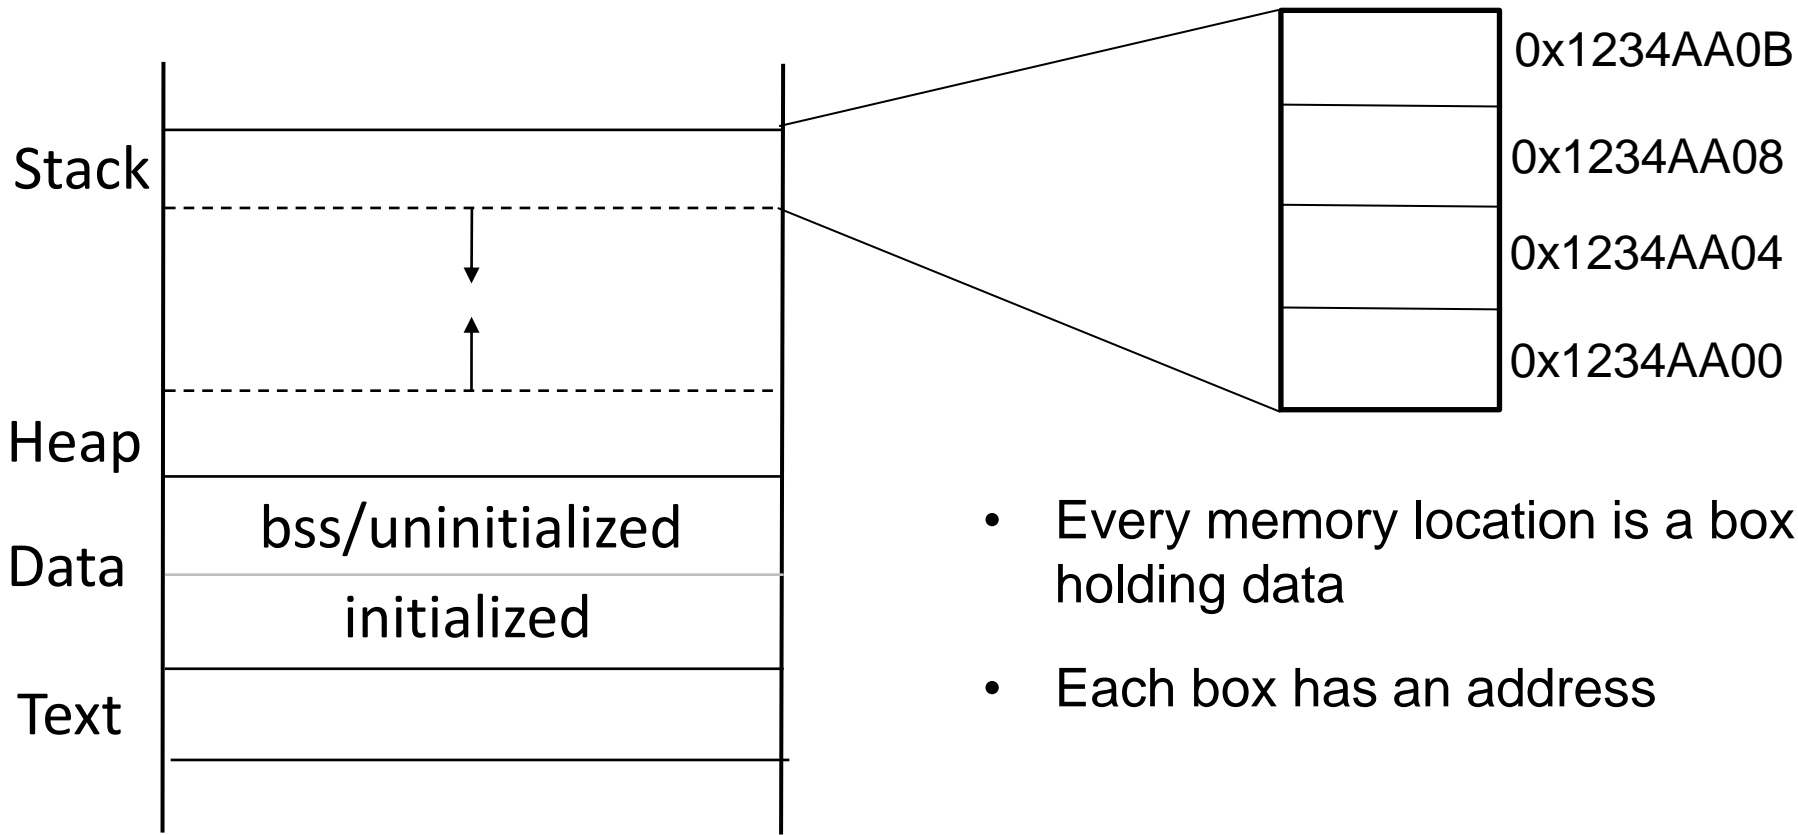 0x1234AA0B
Stack
0x1234AA08
0x1234AA04
0x1234AA00
Heap
bss/uninitialized
Data
initialized
Text
• Every memory location is a box
holding data
• Each box has an address